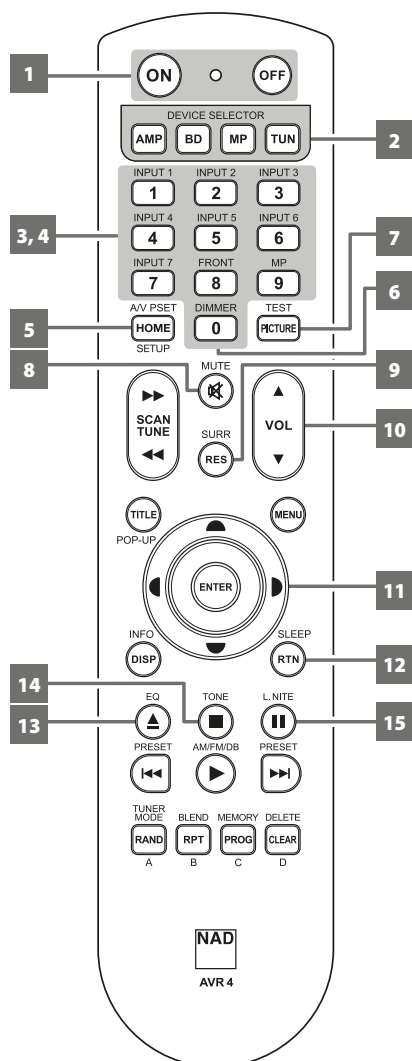 1
ON
OFF
DEVICE SELECTOR
AMP BD MP TUN
2
INPUT 1 INPUT 2 INPUT 3
1 2 3
INPUT 4 INPUT 5 INPUT 6
3, 4
4 5 6
7
INPUT 7 FRONT MP
7 8 9
6
A/V PSET DIMMER TEST
5
HOME 0 PICTURE
SETUP
8
MUTE
9
SCAN
TUNE
SURR
RES
VOL
10
TITLE
POP-UP
MENU
ENTER
11
INFO SLEEP
DISP RTN
12
14
EQ TONE L. NITE
13
15
PRESET AM/FM/DB PRESET
TUNER
MODE BLEND MEMORY DELETE
RAND RPT PROG CLEAR
A B C D
NAD
AVR 4